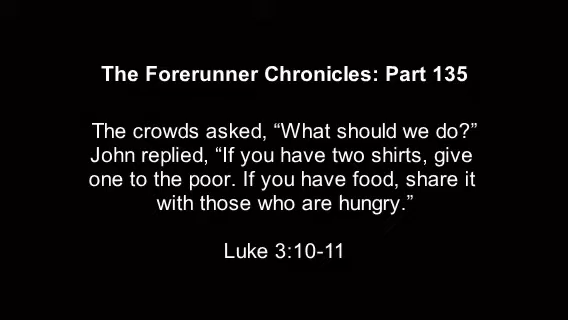 The Forerunner Chronicles: Part 135
The crowds asked, “What should we do?”
John replied, “If you have two shirts, give
one to the poor. If you have food, share it
with those who are hungry.”
Luke 3:10-11